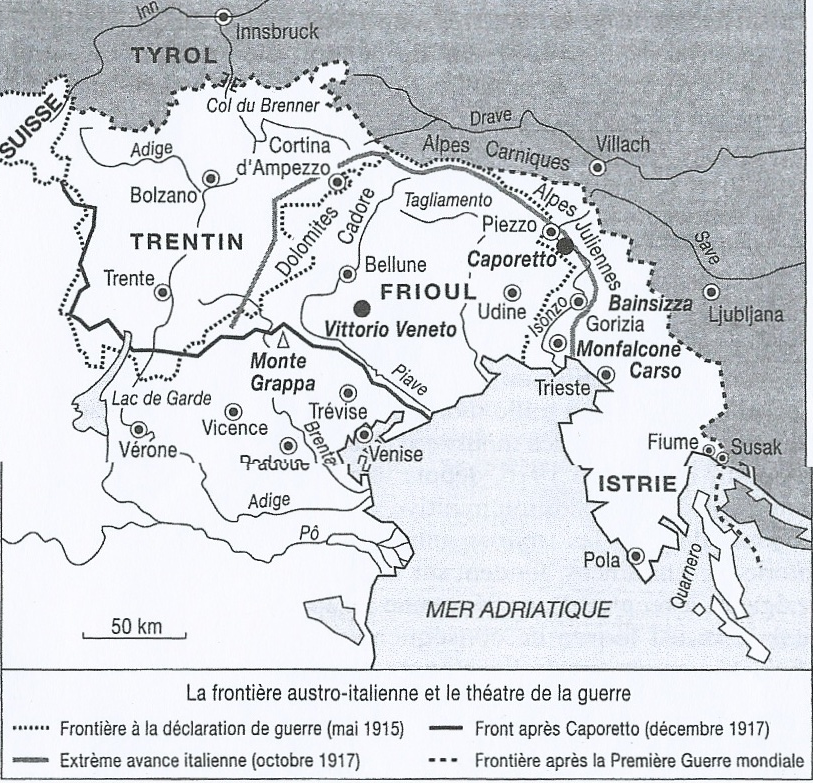 Inn
Innsbruck
TYROL
SUISSE
Col du Brenner
Drave
Adige
Cortina
d'Ampezzo
Alpes Carniques
Villach
Bolzano
Cadore
Tagliamento
Alpes Juliennes
Piezzo
Save
TRENTIN
Dolomites
Caporetto
Bellune
Trente
FRIOUL
Udine
Isonzo
Bainsizza
Ljubljana
Gorizia
Vittorio Veneto
Monfalcone
Carso
Monte
Grappa
Piave
Trieste
Lac de Garde
Trévise
Vicence
Vérone
Brenta
Venise
Fiume
Susak
ISTRIE
Adige
Pô
Pola
Quarnero
MER ADRIATIQUE
50 km
La frontière austro-italienne et le théatre de la guerre
Frontière à la déclaration de guerre (mai 1915)
Front après Caporetto (décembre 1917)
Extrème avance italienne (octobre 1917)
Frontière après la Première Guerre mondiale